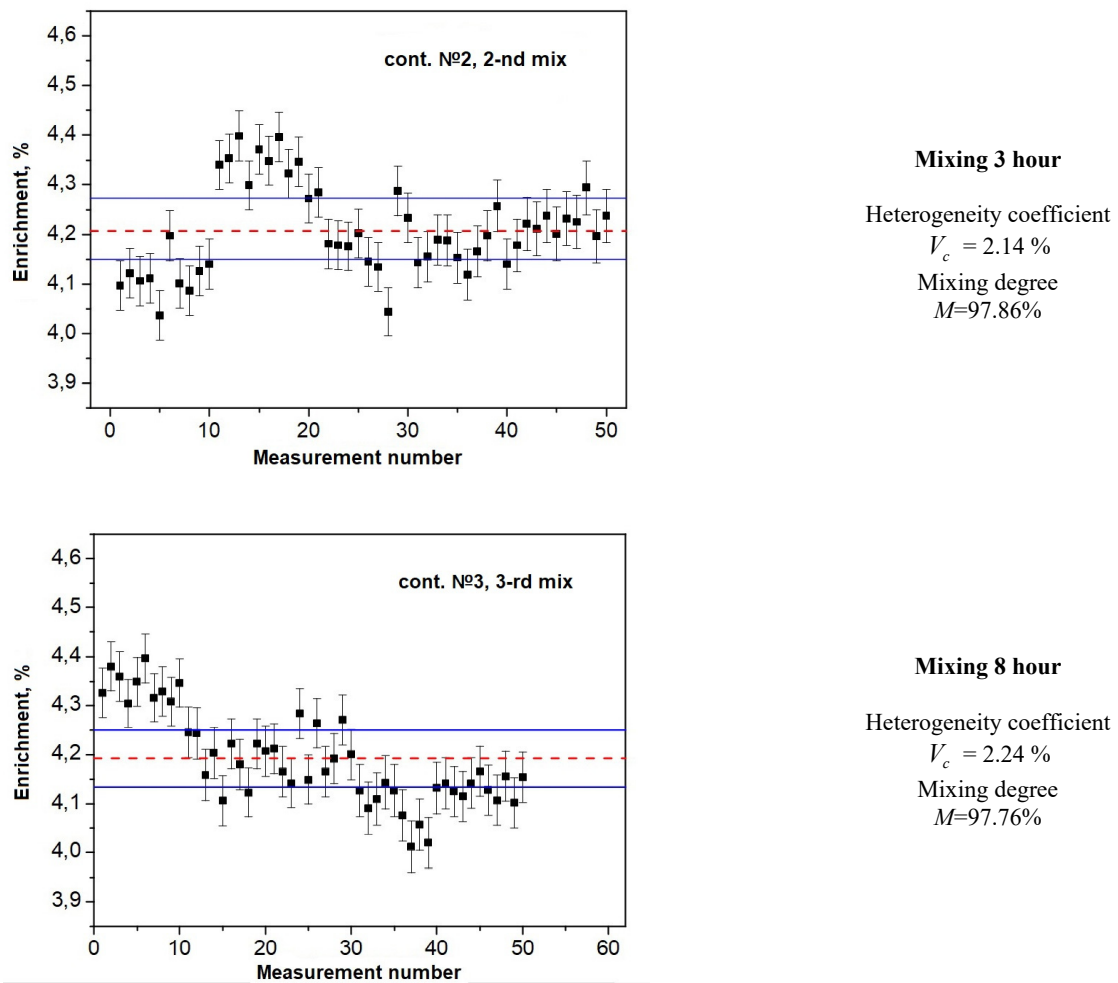 4,6
4,5
4,4
4,3
4,2
4,1
4,0
3,9
Enrichment, %
cont. №2, 2-nd mix
0 10 20 30 40 50
Measurement number
Mixing 3 hour
Heterogeneity coefficient
V_c = 2.14 %
Mixing degree
M=97.86%
4,6
4,5
4,4
4,3
4,2
4,1
4,0
3,9
Enrichment, %
cont. №3, 3-rd mix
0 10 20 30 40 50 60
Measurement number
Mixing 8 hour
Heterogeneity coefficient
V_c = 2.24 %
Mixing degree
M=97.76%